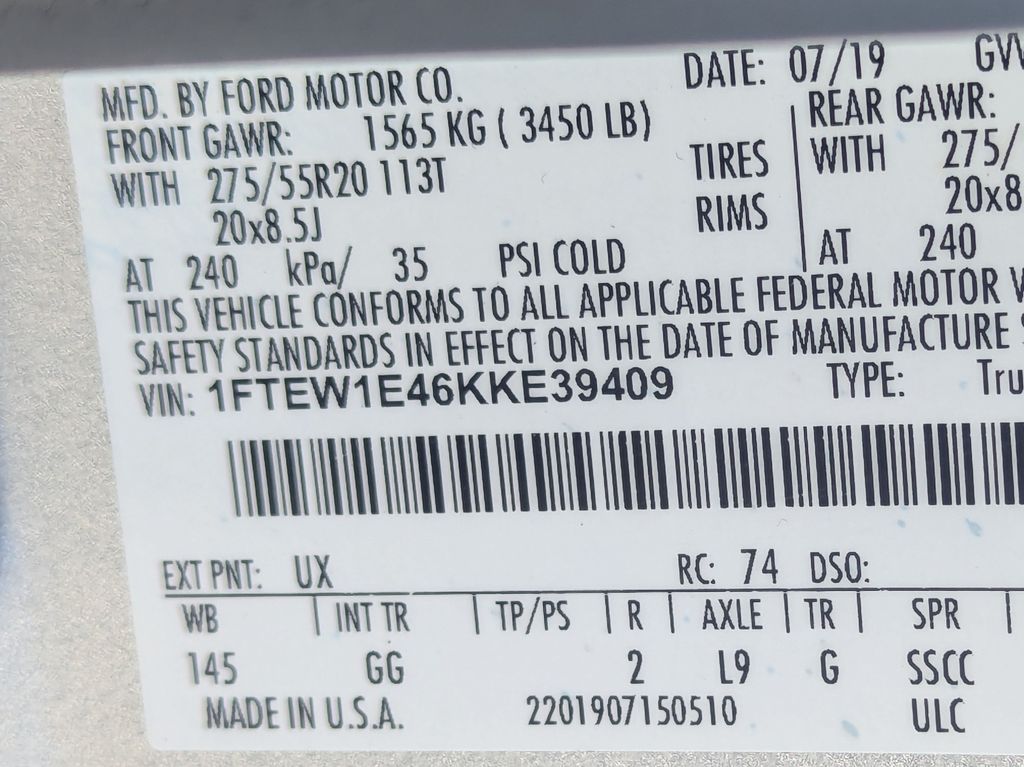 MFD. BY FORD MOTOR CO. DATE: 07/19
FRONT GAWR: 1565 KG ( 3450 LB) REAR GAWR:
WITH 275/55R20 113T TIRES WITH 275/
20x8.5J RIMS 20x8
AT 240 kPa/ 35 PSI COLD AT 240
THIS VEHICLE CONFORMS TO ALL APPLICABLE FEDERAL MOTOR
SAFETY STANDARDS IN EFFECT ON THE DATE OF MANUFACTURE
VIN: 1FTEW1E46KKE39409 TYPE: Tru
EXT PNT: UX RC: 74 DSO:
WB INT TR TP/PS R AXLE TR SPR
145 GG 2 L9 G SSCC
MADE IN U.S.A. 2201907150510 ULC